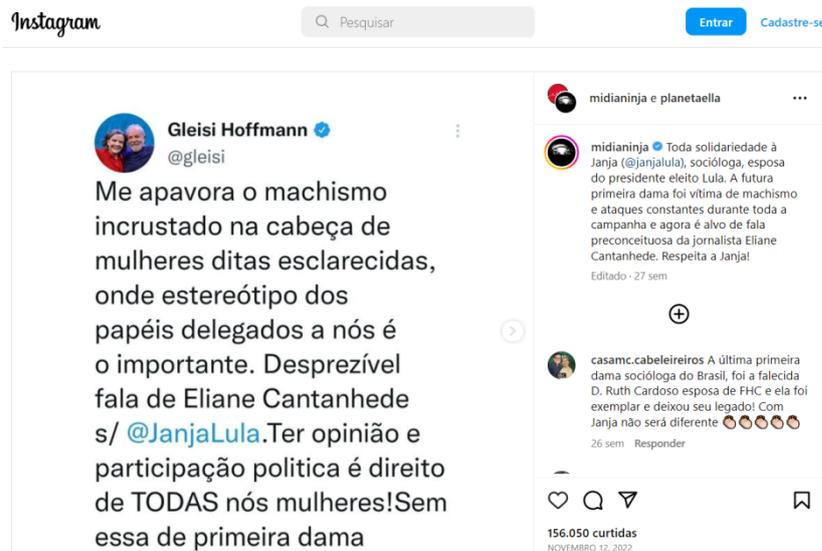 Instagram
Pesquisar
Entrar
Cadastre-se
Gleisi Hoffmann
@gleisi
Me apavora o machismo
incrustado na cabeça de
mulheres ditas esclarecidas,
onde estereótipo dos
papéis delegados a nós é
o importante. Desprezível
fala de Eliane Cantanhede
s/ @JanjaLula.Ter opinião e
participação politica é direito
de TODAS nós mulheres!Sem
essa de primeira dama
midianinja e planetaella
midianinja Toda solidariedade à
Janja (@janjalula), socióloga, esposa
do presidente eleito Lula. A futura
primeira dama foi vítima de machismo
e ataques constantes durante toda a
campanha e agora é alvo de fala
preconceituosa da jornalista Eliane
Cantanhede. Respeita a Janja!
Editado · 27 sem
casamc.cabeleireiros A última primeira
dama socióloga do Brasil, foi a falecida
D. Ruth Cardoso esposa de FHC e ela foi
exemplar e deixou seu legado! Com
Janja não será diferente 👏👏👏👏👏
26 sem Responder
156.050 curtidas
NOVEMBRO 12, 2022